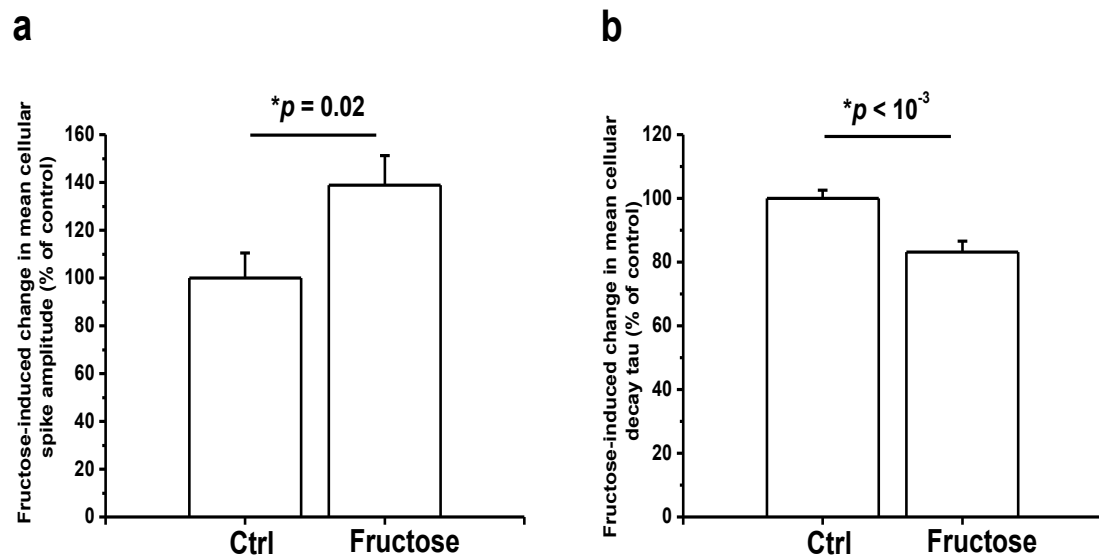 a
*p = 0.02
Fructose-induced change in mean cellular
spike amplitude (% of control)
160
140
120
100
80
60
40
20
0
Ctrl
Fructose
b
*p < 10⁻³
Fructose-induced change in mean cellular
decay tau (% of control)
120
100
80
60
40
20
0
Ctrl
Fructose